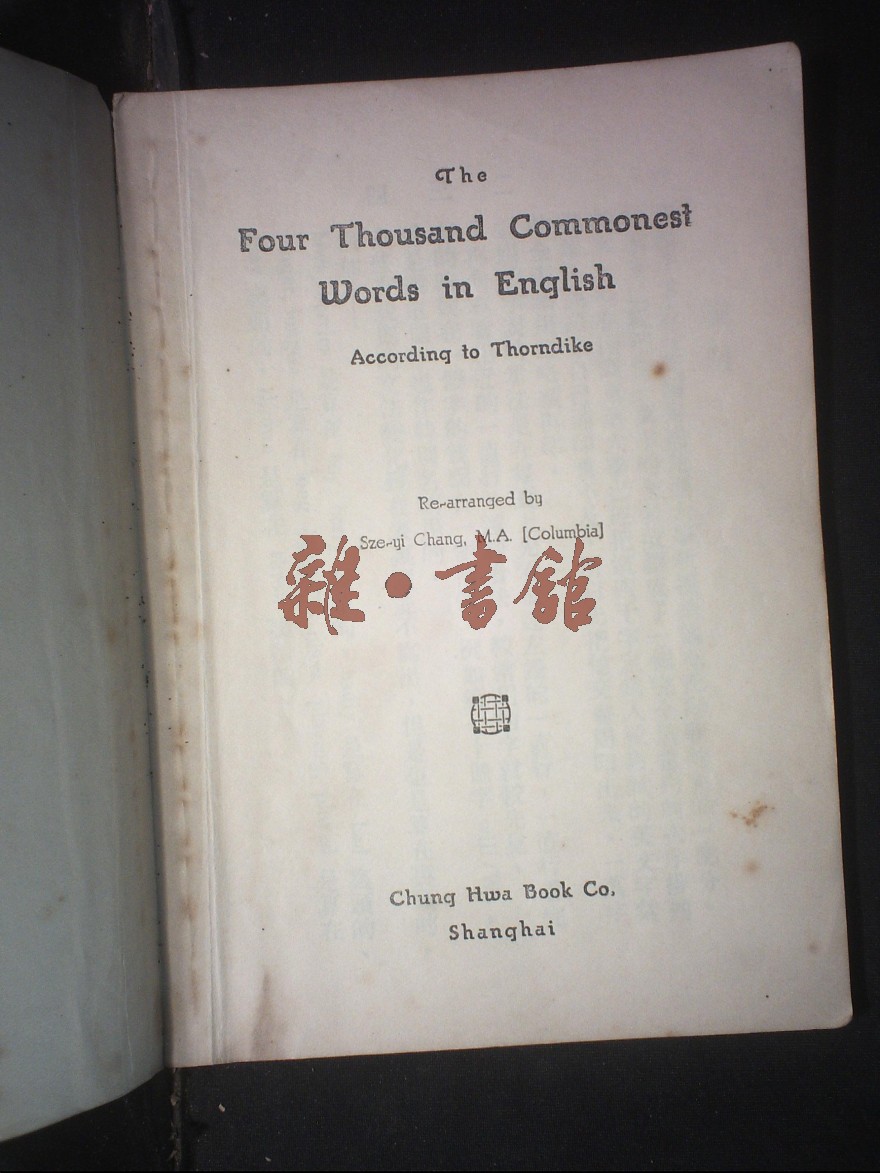 The
Four Thousand Commonest
Words in English
According to Thorndike
Re-arranged by
Sze-yi Chang, M.A. [Columbia]
雜·書館
Chung Hwa Book Co.
Shanghai